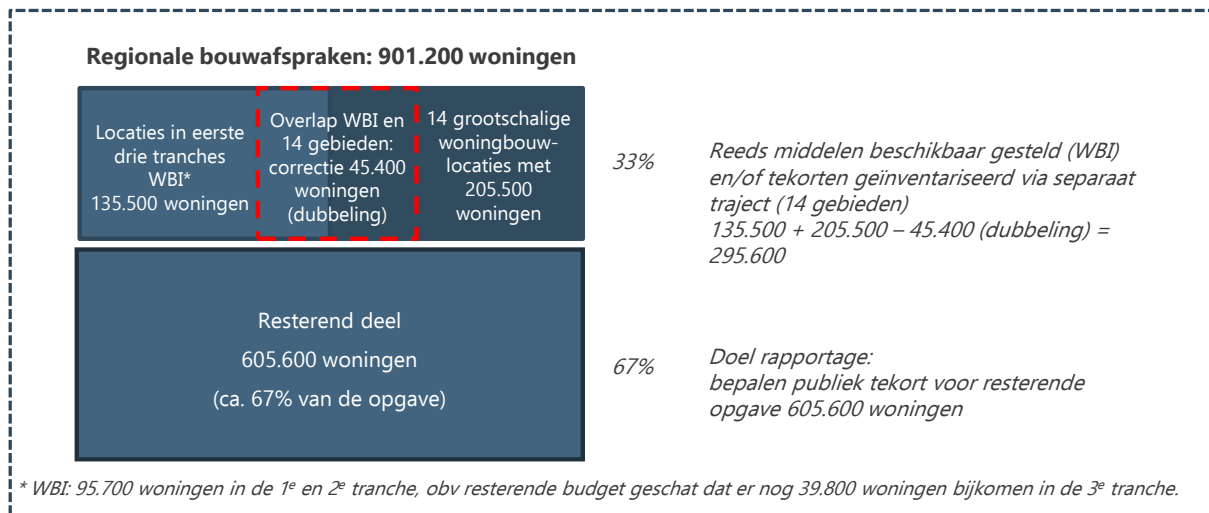 Regionale bouwafspraken: 901.200 woningen
Locaties in eerste
drie tranches
WBI*
135.500 woningen
Overlap WBI en
14 gebieden:
correctie 45.400
woningen
(dubbeling)
14 grootschalige
woningbouw-
locaties met
205.500
woningen
33%
Reeds middelen beschikbaar gesteld (WBI)
en/of tekorten geïnventariseerd via separaat
traject (14 gebieden)
135.500 + 205.500 – 45.400 (dubbeling) =
295.600
Resterend deel
605.600 woningen
(ca. 67% van de opgave)
67%
Doel rapportage:
bepalen publiek tekort voor resterende
opgave 605.600 woningen
* WBI: 95.700 woningen in de 1e en 2e tranche, obv resterende budget geschat dat er nog 39.800 woningen bijkomen in de 3e tranche.